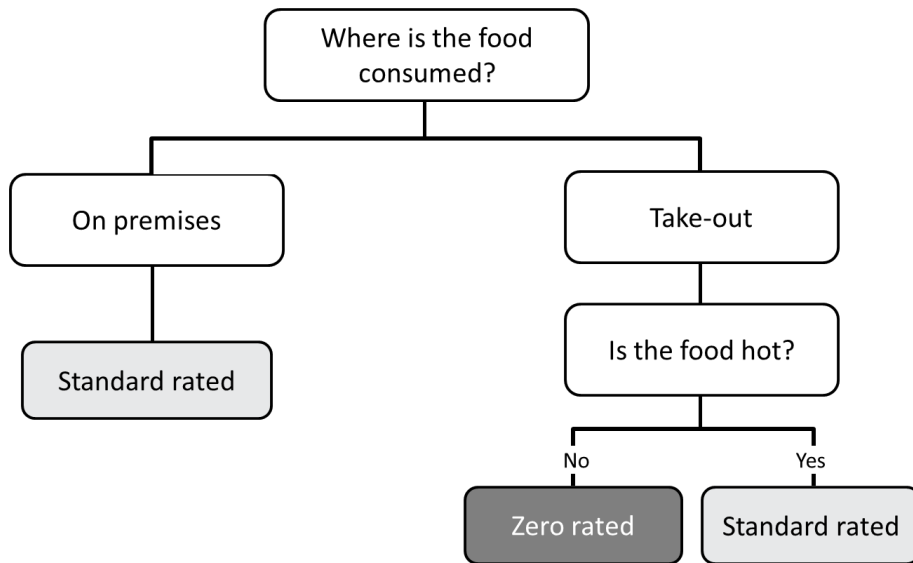 Where is the food
consumed?
On premises
Take-out
Standard rated
Is the food hot?
No
Yes
Zero rated
Standard rated